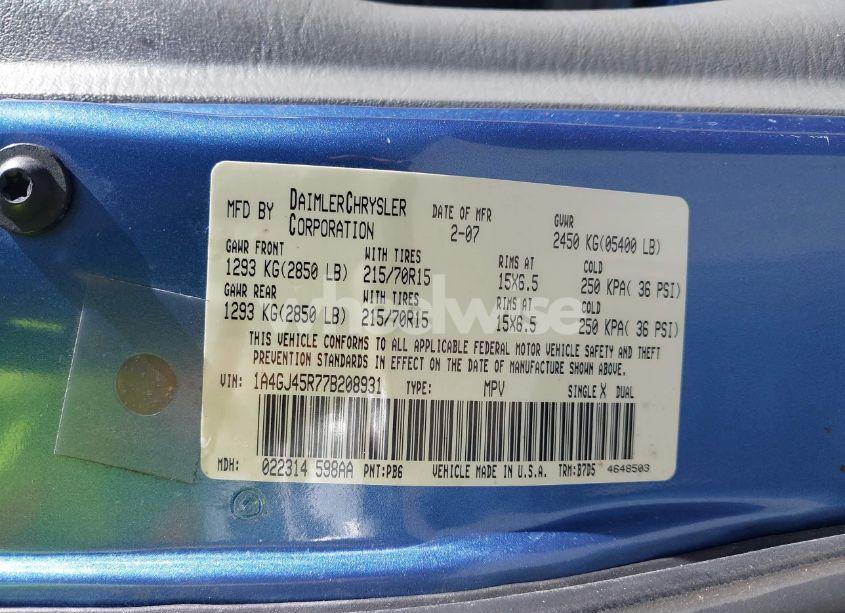 MFD BY DAIMLERCHRYSLER CORPORATION DATE OF MFR 2-07 GVWR 2450 KG(05400 LB)
GAWR FRONT WITH TIRES RIMS AT COLD
1293 KG(2850 LB) 215/70R15 15X6.5 250 KPA( 36 PSI)
GAWR REAR WITH TIRES RIMS AT COLD
1293 KG(2850 LB) 215/70R15 15X6.5 250 KPA( 36 PSI)
THIS VEHICLE CONFORMS TO ALL APPLICABLE FEDERAL MOTOR VEHICLE SAFETY AND THEFT
PREVENTION STANDARDS IN EFFECT ON THE DATE OF MANUFACTURE SHOWN ABOVE.
VIN: 1A4GJ45R77B208931 TYPE: MPV SINGLE X DUAL
MDH: 022314 598AA PNT:PB6 VEHICLE MADE IN U.S.A. TRM:B7D5 4648503
wheelwise